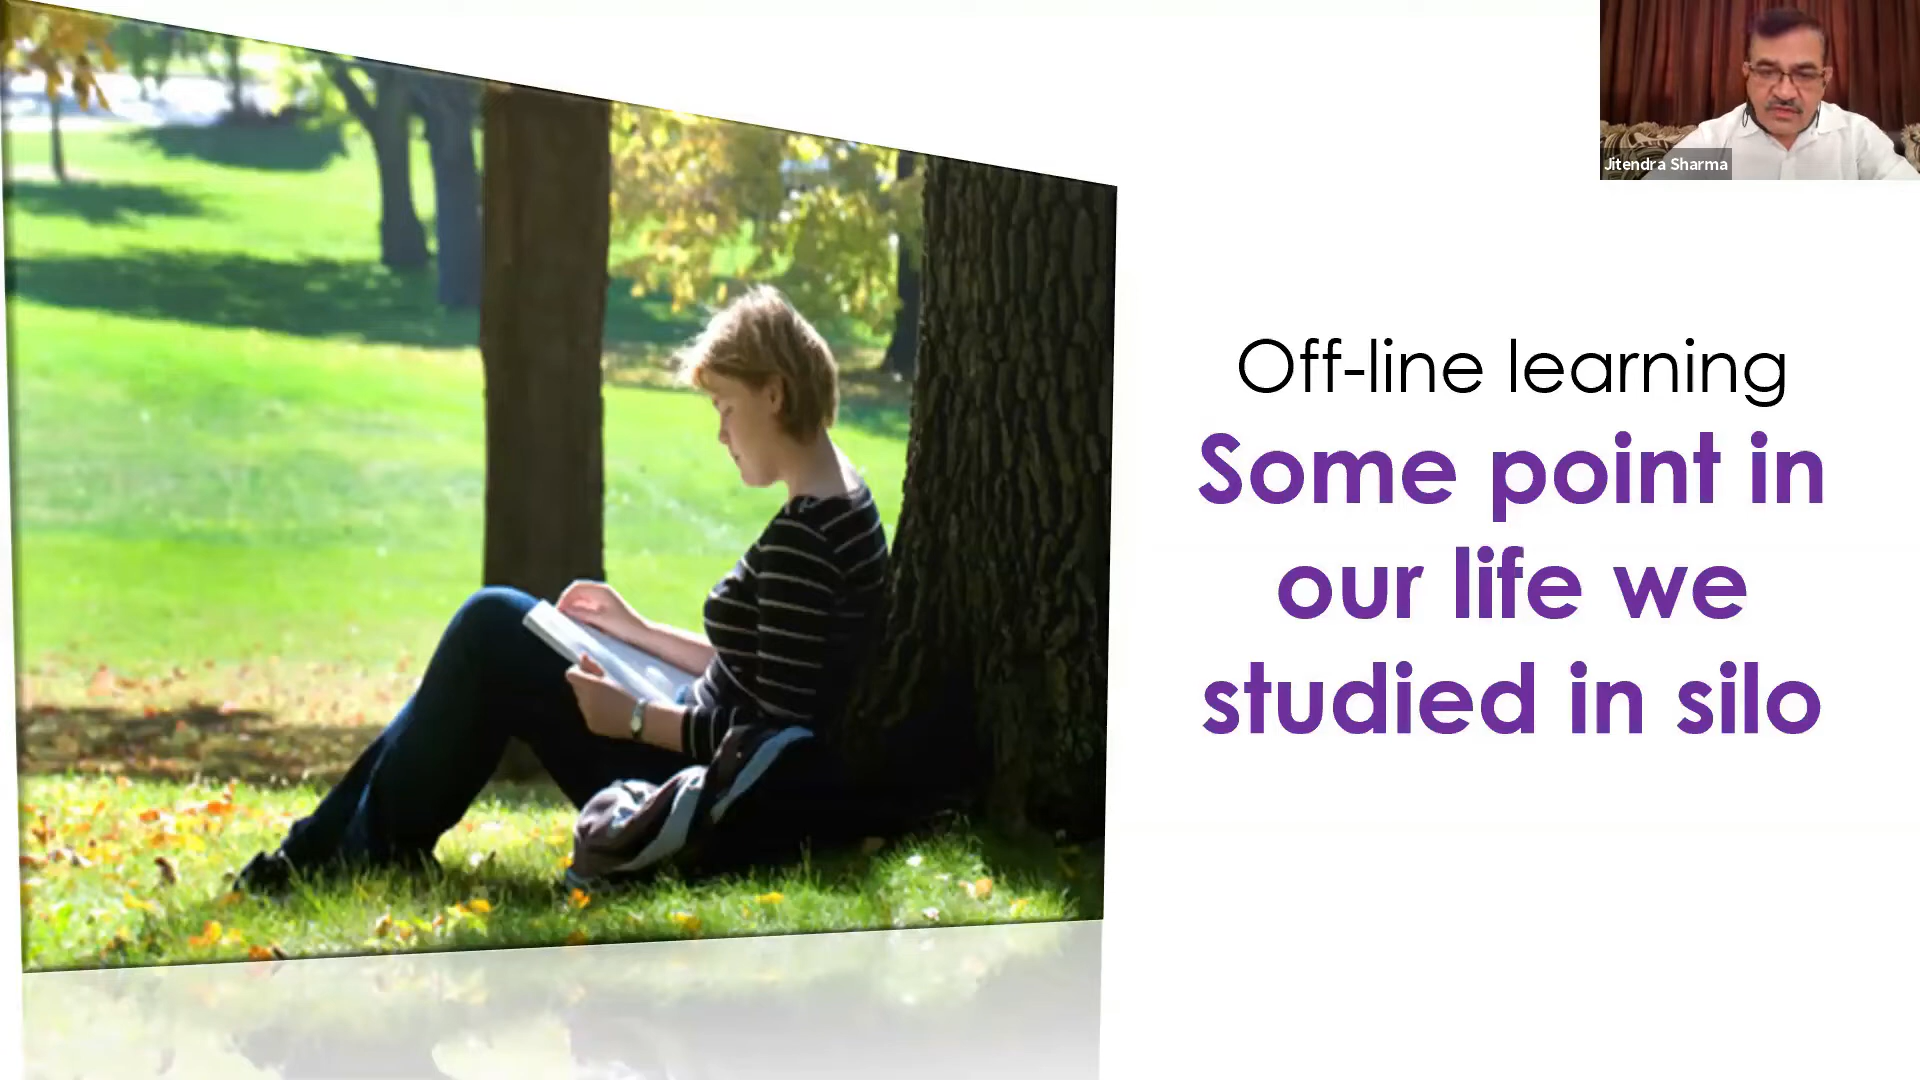 Jitendra Sharma
Off-line learning
Some point in
our life we
studied in silo